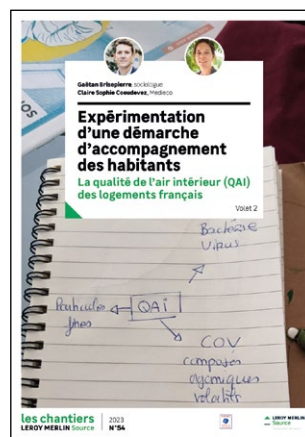 Gaëtan Brisepierre, sociologue
Claire Sophie Coeudevez, Medieco
Expérimentation
d'une démarche
d'accompagnement
des habitants
La qualité de l'air intérieur (QAI)
des logements français
Volet 2
Bactérie
Virus
Particules
fines
QAi
COV
composés
organiques
volatils
les chantiers
LEROY MERLIN Source
2023
N°54
LEROY MERLIN
Source